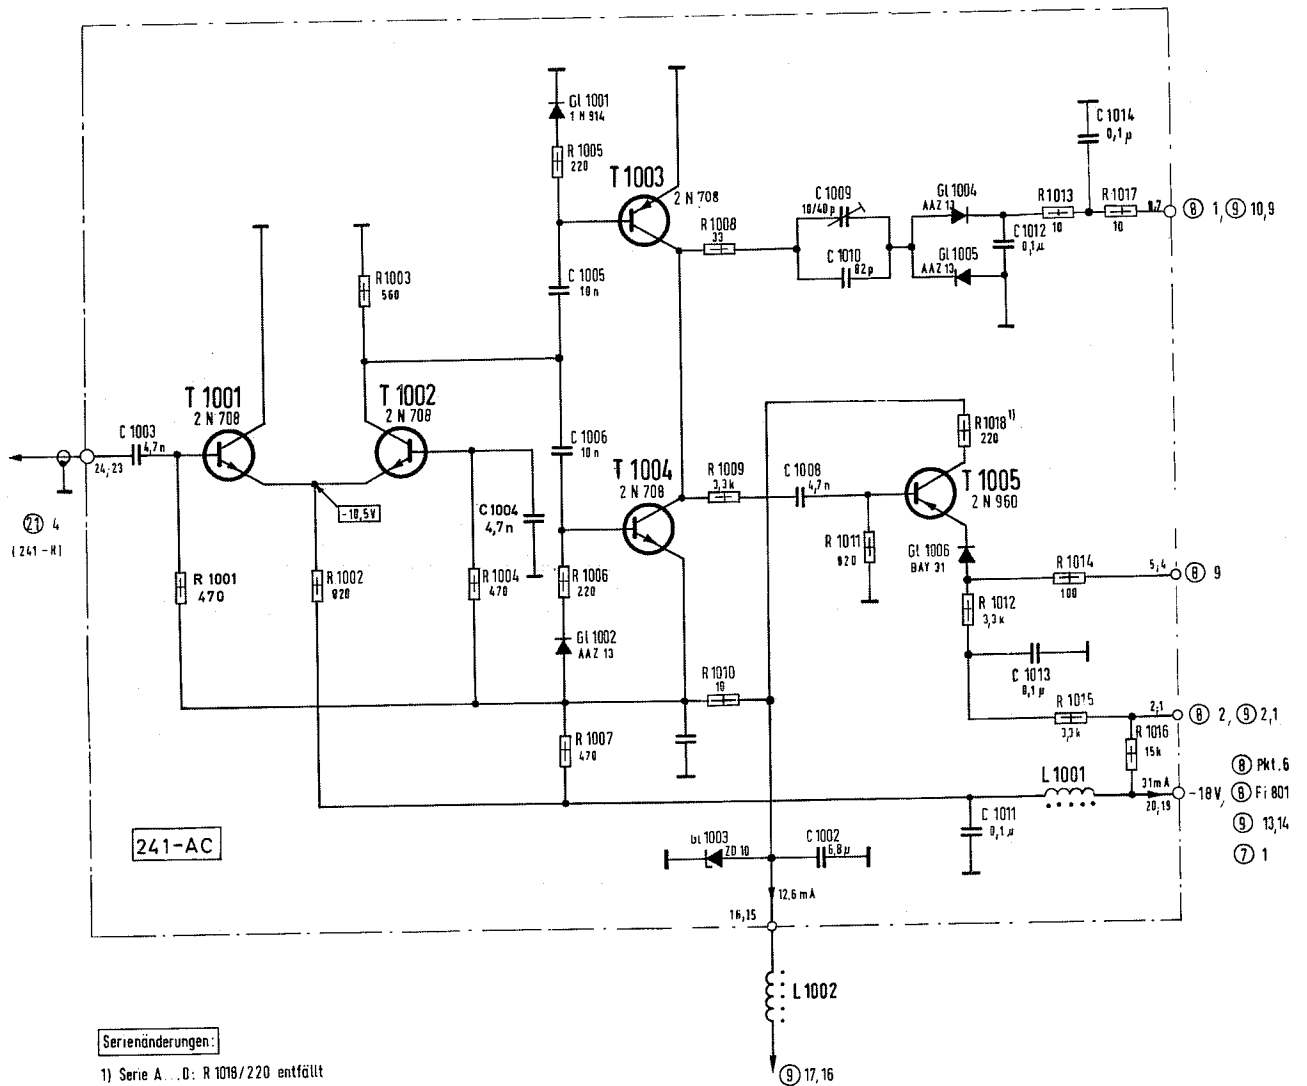 Gl 1001
1 N 914
R 1005
220
T 1003
2 N 708
R 1008
33
C 1009
10/40 p
C 1010
82 p
Gl 1004
AAZ 13
Gl 1005
AAZ 13
C 1012
0,1 µ
R 1013
10
C 1014
0,1 µ
R 1017
10
8,7
⑧ 1, ⑨ 10,9
R 1003
560
C 1005
10 n
T 1001
2 N 708
T 1002
2 N 708
C 1003
4,7 n
24,23
㉑ 4
(241-H)
-10,5V
C 1004
4,7 n
C 1006
10 n
T 1004
2 N 708
R 1009
3,3k
C 1008
4,7 n
R 1018 1)
220
T 1005
2 N 960
R 1011
820
Gl 1006
BAY 31
R 1014
100
5,4
⑧ 9
R 1001
470
R 1002
820
R 1004
470
R 1006
220
Gl 1002
AAZ 13
R 1012
3,3k
C 1013
0,1 µ
R 1010
10
R 1015
3,3k
2,1
⑧ 2, ⑨ 2,1
R 1016
15k
R 1007
470
L 1001
31mA
20,19
-18V,
⑧ Pkt.6
⑧ Fi 801
⑨ 13,14
⑦ 1
C 1011
0,1 µ
241-AC
Gl 1003
ZD 10
C 1002
6,8 µ
12,6 mA
16,15
L 1002
⑨ 17,16
Serienänderungen:
1) Serie A...D: R 1018/220 entfällt